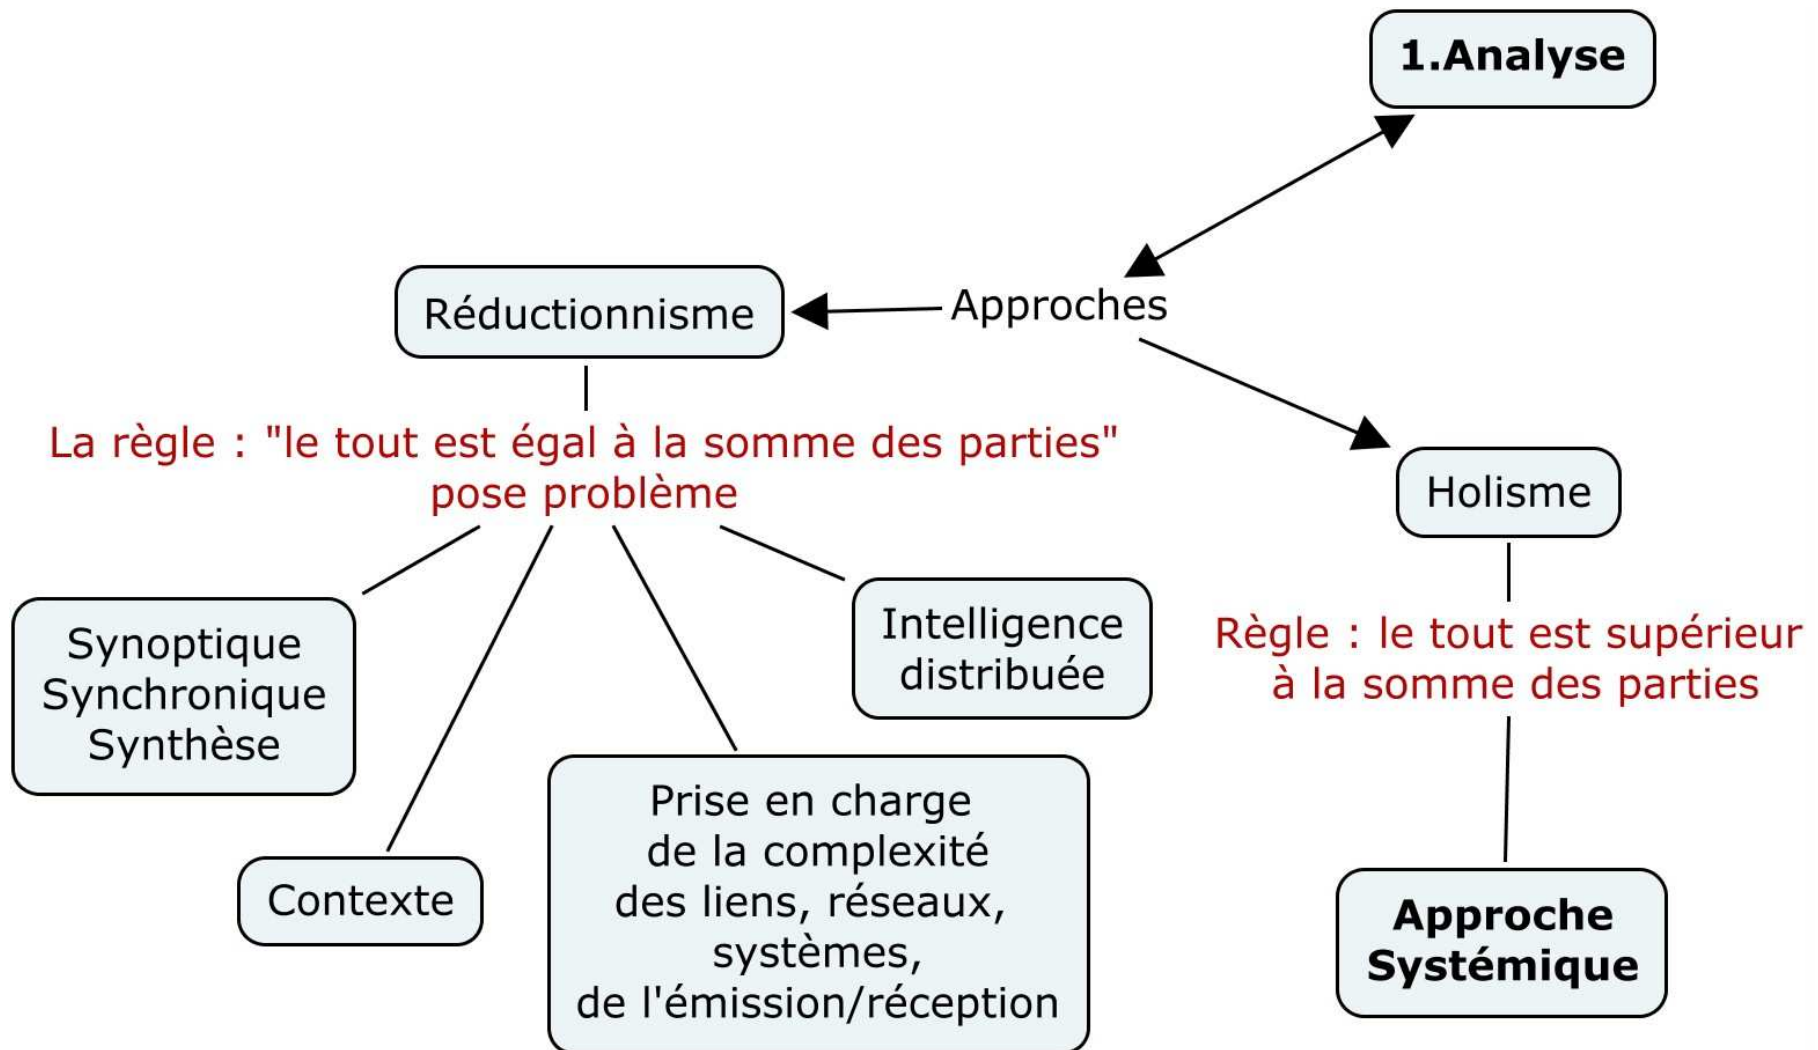 1.Analyse
Réductionnisme
Approches
La règle : "le tout est égal à la somme des parties"
pose problème
Holisme
Synoptique
Synchronique
Synthèse
Intelligence
distribuée
Règle : le tout est supérieur
à la somme des parties
Contexte
Prise en charge
de la complexité
des liens, réseaux,
systèmes,
de l'émission/réception
Approche
Systémique